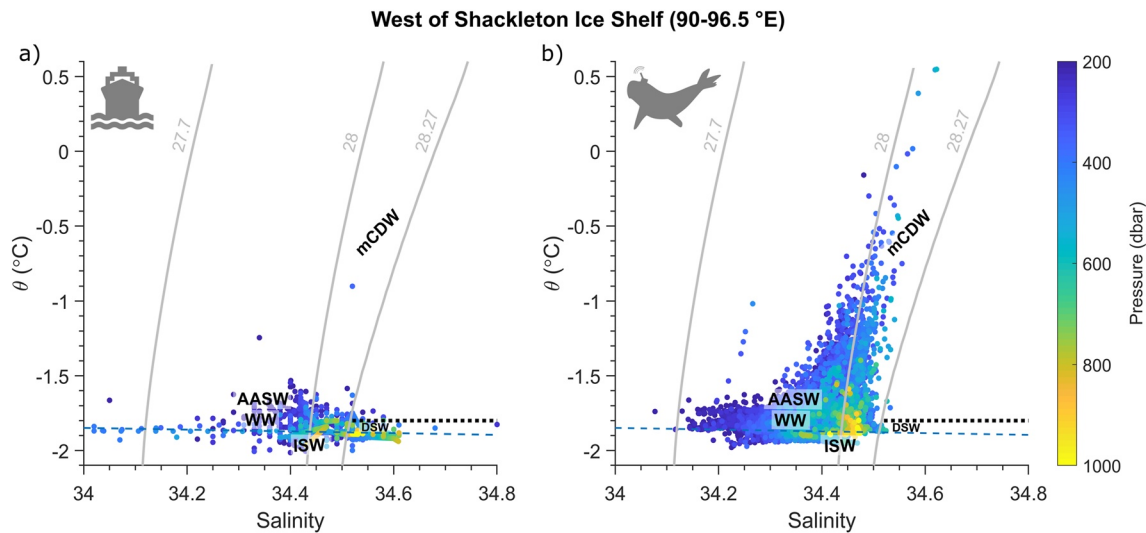 West of Shackleton Ice Shelf (90-96.5 °E)
a)
0.5
0
-0.5
-1
-1.5
-2
θ (°C)
27.7
28
28.27
mCDW
AASW
WW
ISW
DSW
34
34.2
34.4
34.6
34.8
Salinity
b)
0.5
0
-0.5
-1
-1.5
-2
θ (°C)
27.7
28
28.27
mCDW
AASW
WW
ISW
DSW
34
34.2
34.4
34.6
34.8
Salinity
200
400
600
800
1000
Pressure (dbar)